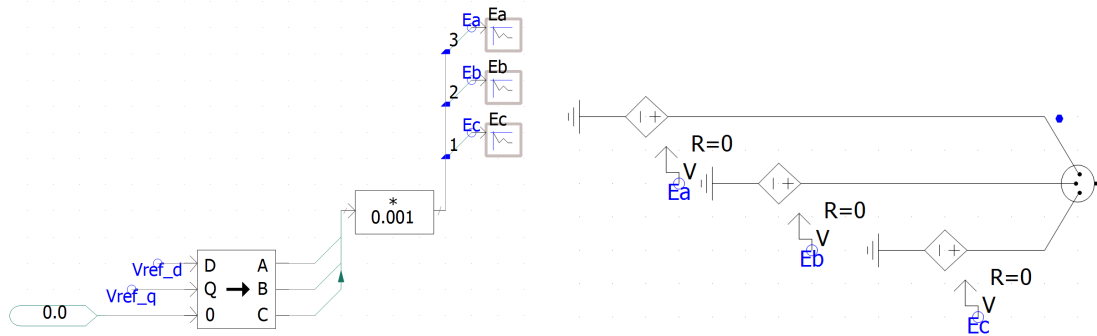 Ea Ea
3
Eb Eb
2
Ec Ec
1
*
0.001
Vref_d
D A
Vref_q
Q B
0.0
0 C
- +
R=0
V
Ea
- +
R=0
V
Eb
- +
R=0
V
Ec